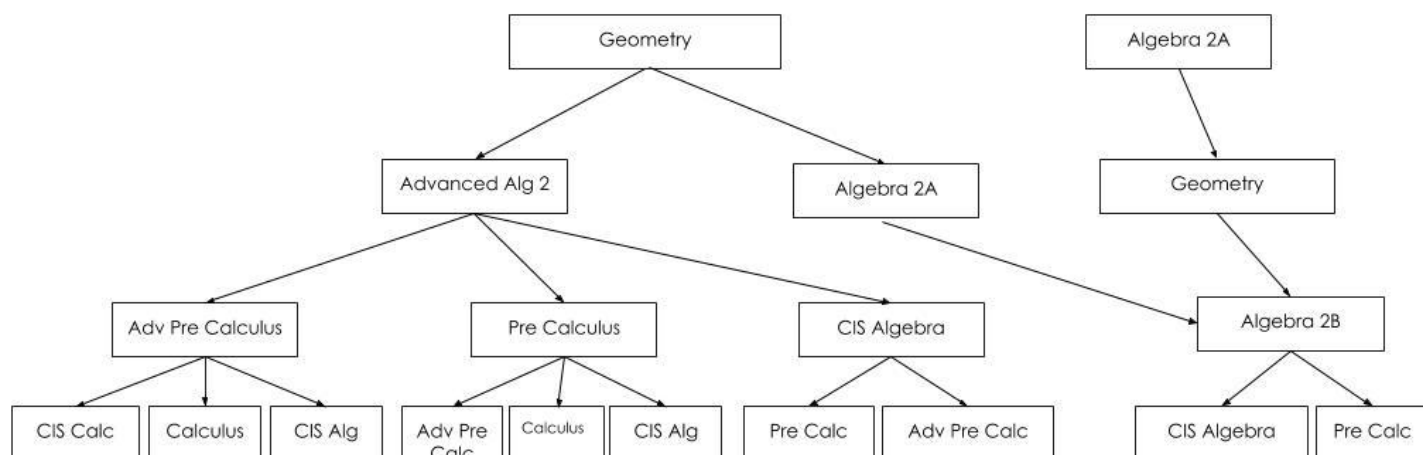 Geometry
Algebra 2A
Advanced Alg 2
Algebra 2A
Geometry
Adv Pre Calculus
Pre Calculus
CIS Algebra
Algebra 2B
CIS Calc
Calculus
CIS Alg
Adv Pre
Calc
Calculus
CIS Alg
Pre Calc
Adv Pre Calc
CIS Algebra
Pre Calc